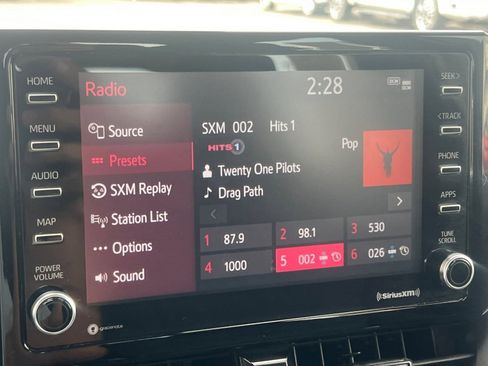 HOME
MENU
AUDIO
MAP
POWER
VOLUME
gracenote
Radio
2:28
Source
Presets
SXM Replay
Station List
Options
Sound
SXM 002 Hits 1
HITS 1
Pop
Twenty One Pilots
Drag Path
1 87.9
2 98.1
3 530
4 1000
5 002
6 026
SEEK >
< TRACK
PHONE
APPS
TUNE
SCROLL
SiriusXM